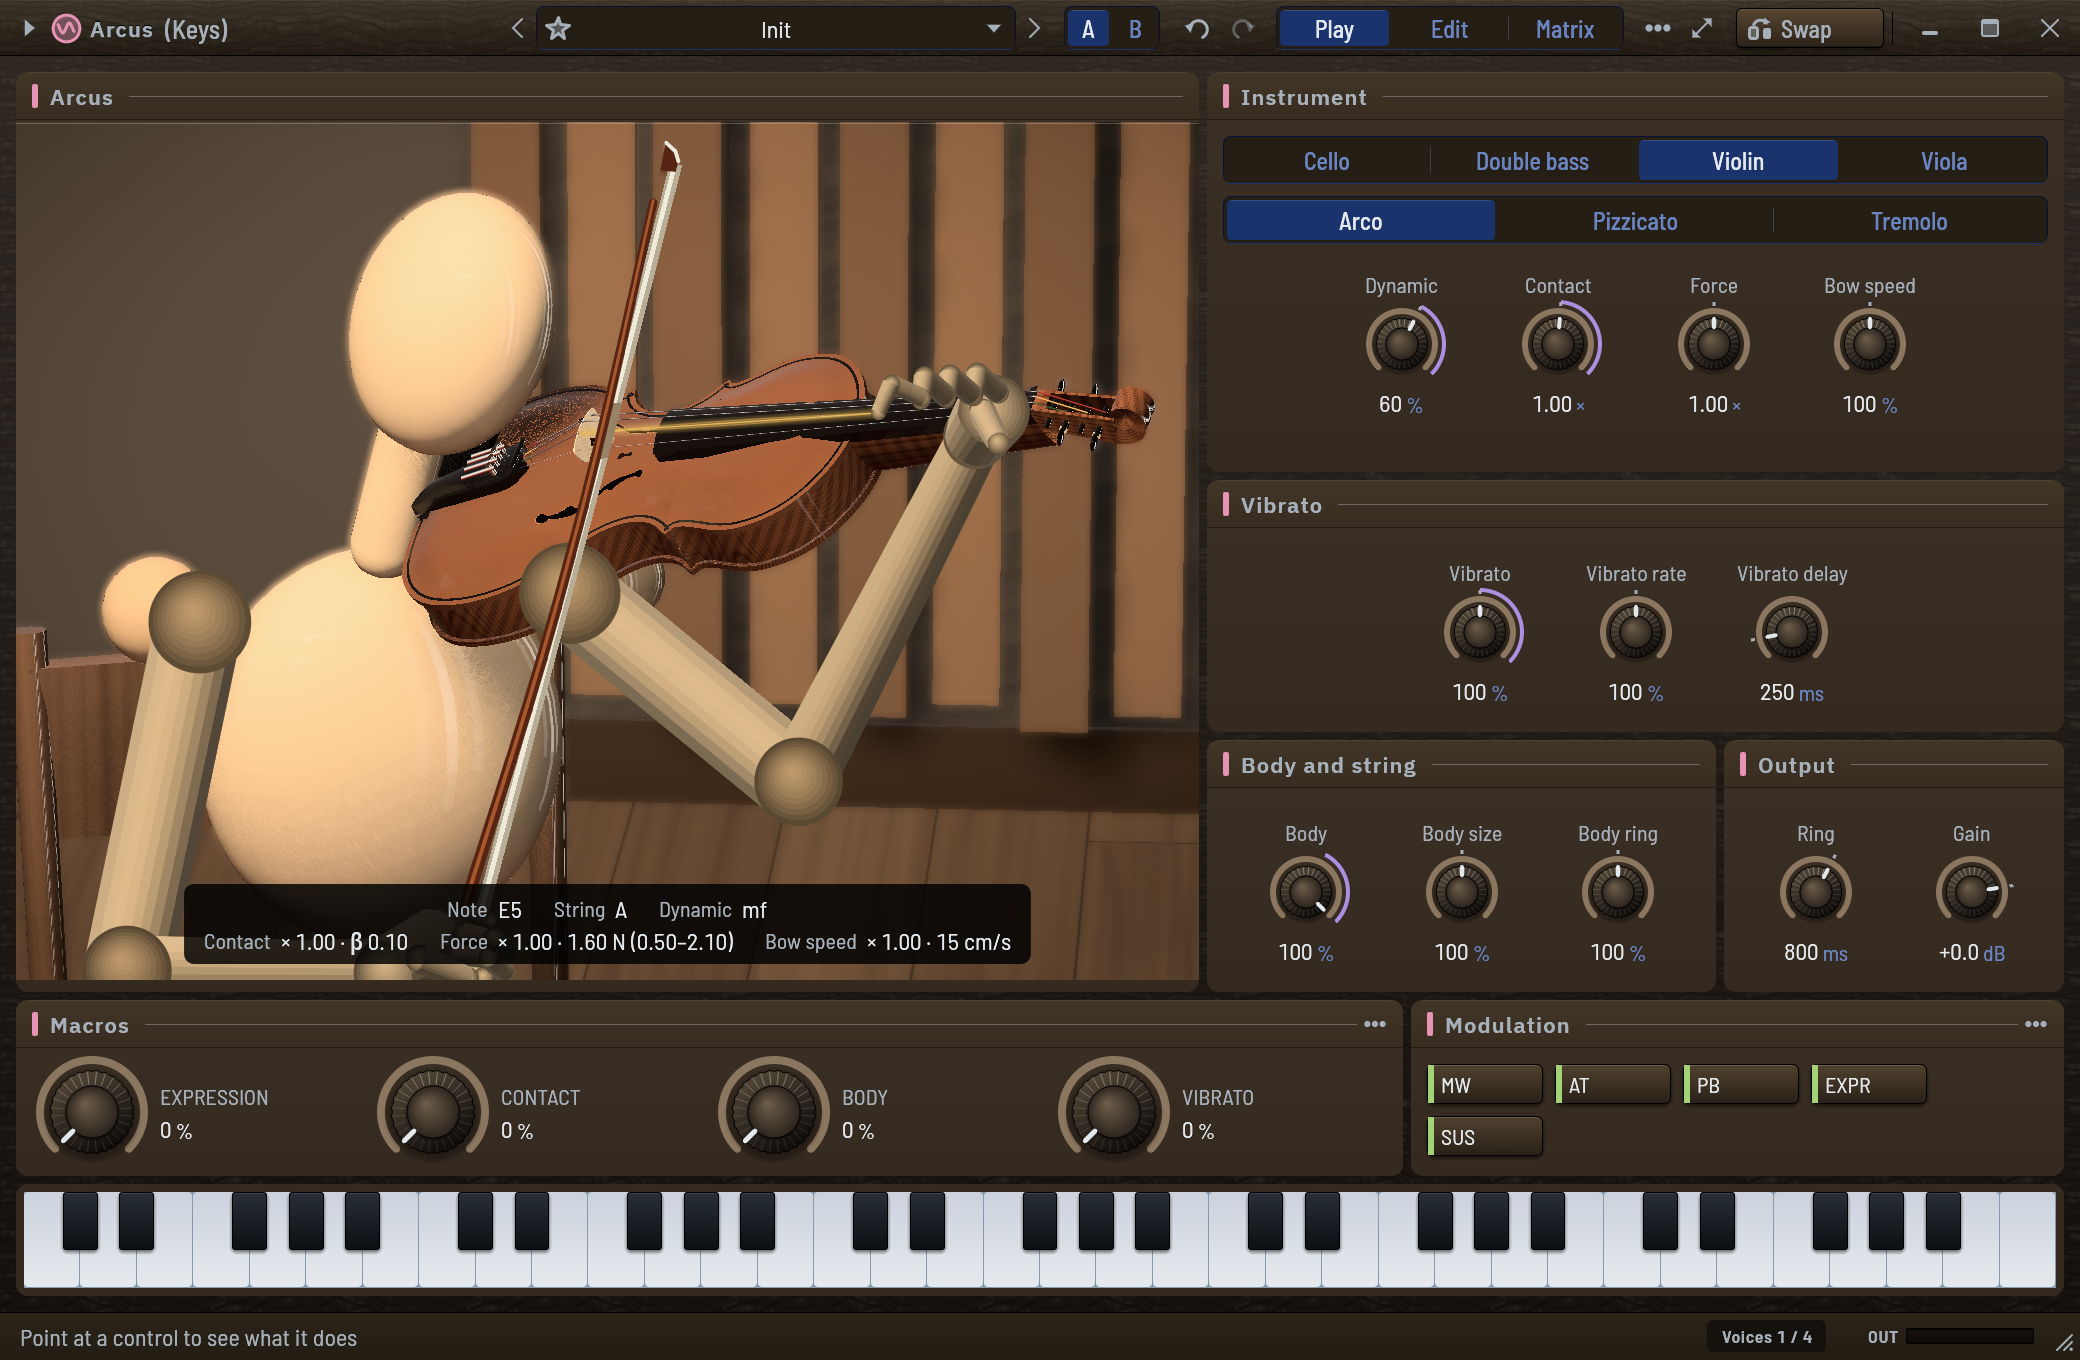 Arcus (Keys)
Init
A B
Play Edit Matrix
Swap
Arcus
Instrument
Cello Double bass Violin Viola
Arco Pizzicato Tremolo
Dynamic Contact Force Bow speed
60 % 1.00 × 1.00 × 100 %
Vibrato
Vibrato Vibrato rate Vibrato delay
100 % 100 % 250 ms
Body and string
Body Body size Body ring
100 % 100 % 100 %
Output
Ring Gain
800 ms +0.0 dB
Note E5 String A Dynamic mf
Contact × 1.00 · β 0.10 Force × 1.00 · 1.60 N (0.50–2.10) Bow speed × 1.00 · 15 cm/s
Macros
EXPRESSION CONTACT BODY VIBRATO
0 % 0 % 0 % 0 %
Modulation
MW AT PB EXPR
SUS
Point at a control to see what it does
Voices 1 / 4 OUT